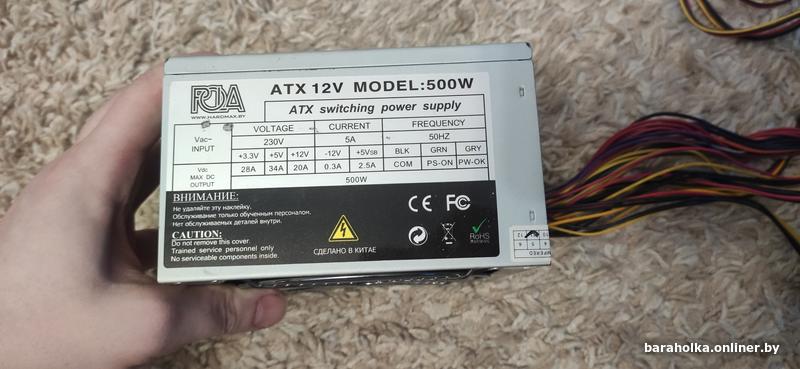 ATX 12V MODEL:500W
WWW.HARDMAX.BY
ATX switching power supply
Vac~ INPUT
VOLTAGE CURRENT FREQUENCY
230V 5A 50HZ
Vdc MAX DC OUTPUT
+3.3V +5V +12V -12V +5VSB BLK GRN GRY
28A 34A 20A 0.3A 2.5A COM PS-ON PW-OK
500W
ВНИМАНИЕ:
Не удаляйте эту наклейку.
Обслуживание только обученным персоналом.
Нет обслуживаемых деталей внутри.
CAUTION:
Do not remove this cover.
Trained service personnel only
No serviceable components inside.
СДЕЛАНО В КИТАЕ
CE FC
RoHS
baraholka.onliner.by